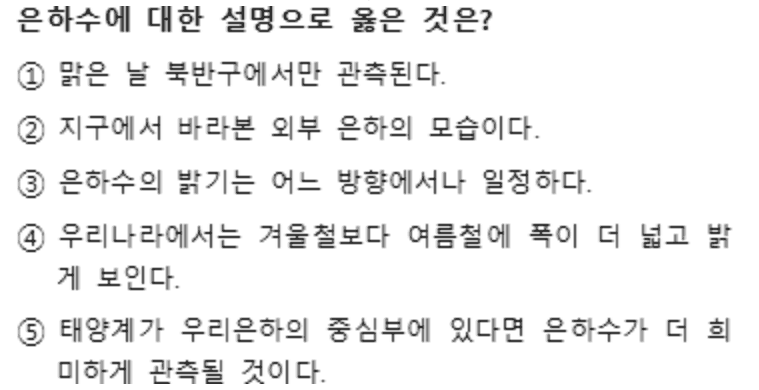 은하수에 대한 설명으로 옳은 것은?
① 맑은 날 북반구에서만 관측된다.
② 지구에서 바라본 외부 은하의 모습이다.
③ 은하수의 밝기는 어느 방향에서나 일정하다.
④ 우리나라에서는 겨울철보다 여름철에 폭이 더 넓고 밝
게 보인다.
⑤ 태양계가 우리은하의 중심부에 있다면 은하수가 더 희
미하게 관측될 것이다.